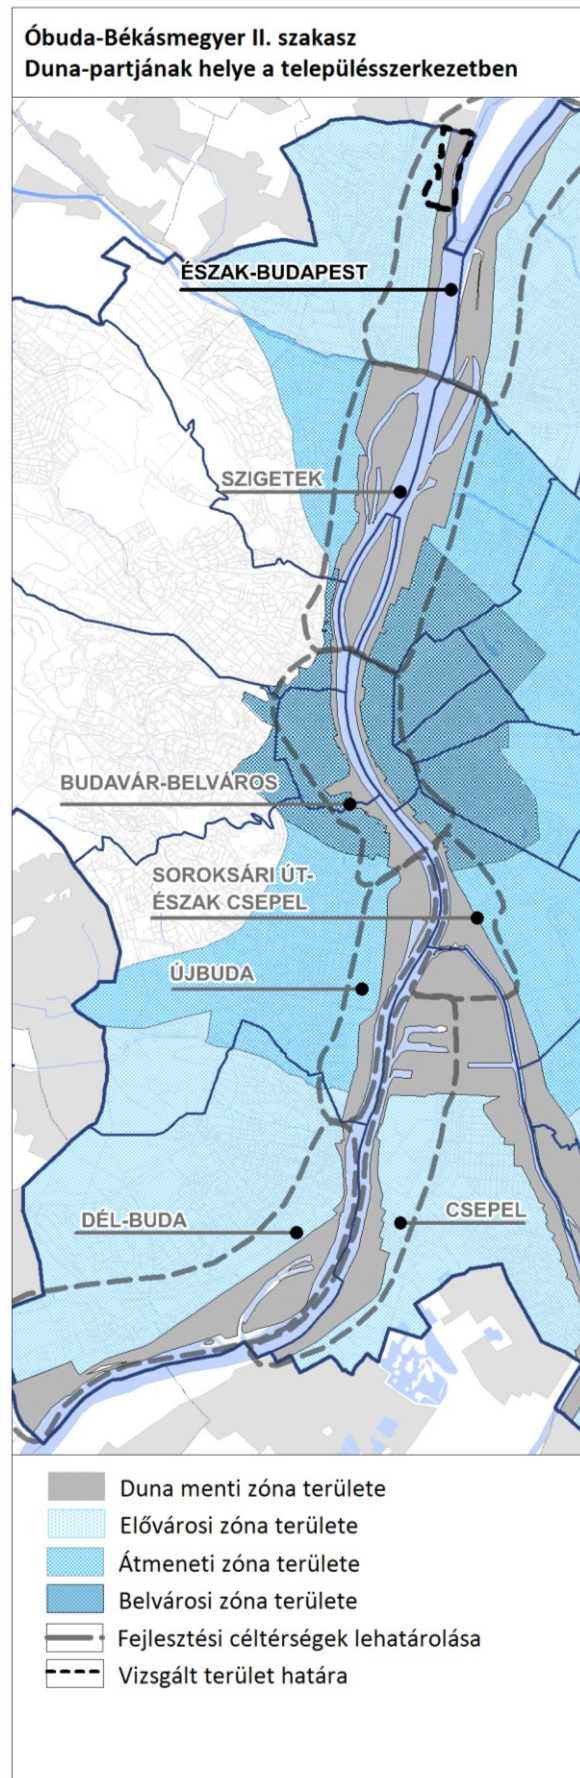 Óbuda-Békásmegyer II. szakasz
Duna-partjának helye a településszerkezetben
ÉSZAK-BUDAPEST
SZIGETEK
BUDAVÁR-BELVÁROS
SOROKSÁRI ÚT-
ÉSZAK CSEPEL
ÚJBUDA
DÉL-BUDA
CSEPEL
Duna menti zóna területe
Elővárosi zóna területe
Átmeneti zóna területe
Belvárosi zóna területe
Fejlesztési céltérségek lehatárolása
Vizsgált terület határa